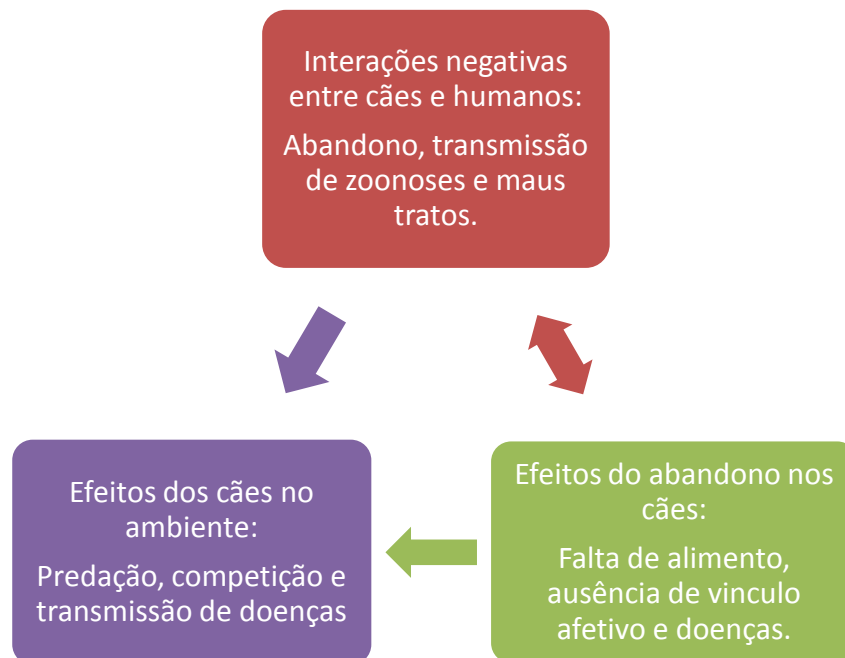 Interações negativas
entre cães e humanos:
Abandono, transmissão
de zoonoses e maus
tratos.
Efeitos dos cães no
ambiente:
Predação, competição e
transmissão de doenças
Efeitos do abandono nos
cães:
Falta de alimento,
ausência de vinculo
afetivo e doenças.